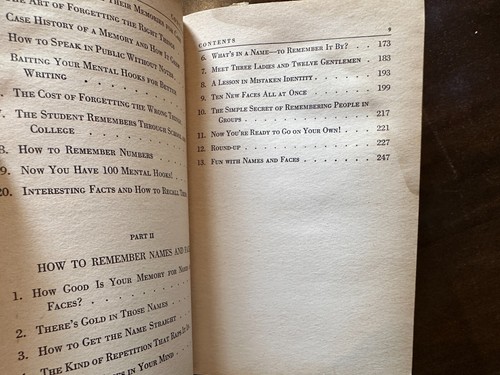 THEIR MEMORIES FOR
THE ART OF FORGETTING THE RIGHT THINGS
CASE HISTORY OF A MEMORY AND HOW IT
HOW TO SPEAK IN PUBLIC WITHOUT NOTES
BAITING YOUR MENTAL HOOKS FOR BETTER
WRITING . . . . . .
THE COST OF FORGETTING THE WRONG THINGS
THE STUDENT REMEMBERS THROUGH
COLLEGE . . . . . .
8. HOW TO REMEMBER NUMBERS
9. NOW YOU HAVE 100 MENTAL HOOKS!
20. INTERESTING FACTS AND HOW TO RECALL THEM
PART II
HOW TO REMEMBER NAMES AND
1. HOW GOOD IS YOUR MEMORY FOR
FACES? . . . . . .
2. THERE'S GOLD IN THOSE NAMES
3. HOW TO GET THE NAME STRAIGHT
4. THE KIND OF REPETITION THAT
IN YOUR MIND . . . .
CONTENTS 9
6. WHAT'S IN A NAME—TO REMEMBER IT BY? . . 173
7. MEET THREE LADIES AND TWELVE GENTLEMEN . 183
8. A LESSON IN MISTAKEN IDENTITY . . . . . 193
9. TEN NEW FACES ALL AT ONCE . . . . . . 199
10. THE SIMPLE SECRET OF REMEMBERING PEOPLE IN
GROUPS . . . . . . . . . . . . 217
11. NOW YOU'RE READY TO GO ON YOUR OWN! . . 221
12. ROUND-UP . . . . . . . . . . . 227
13. FUN WITH NAMES AND FACES . . . . . . 247